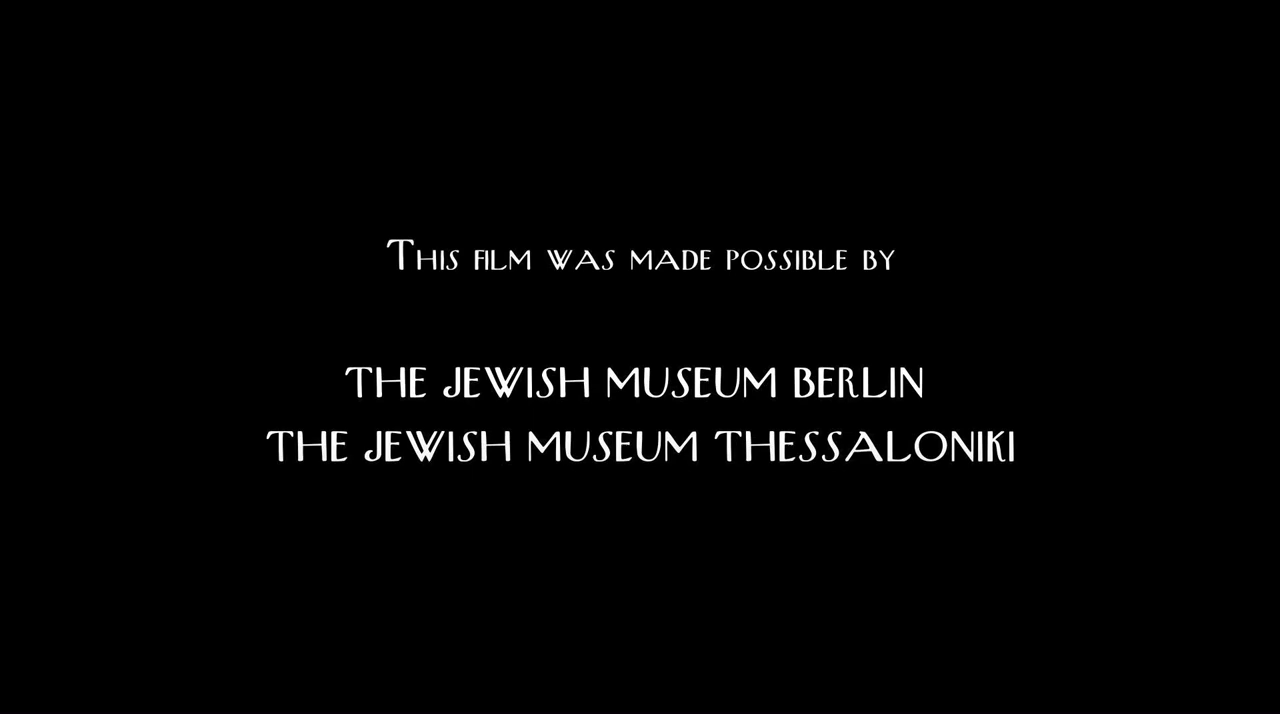 This film was made possible by
THE JEWISH MUSEUM BERLIN
THE JEWISH MUSEUM THESSALONIKI